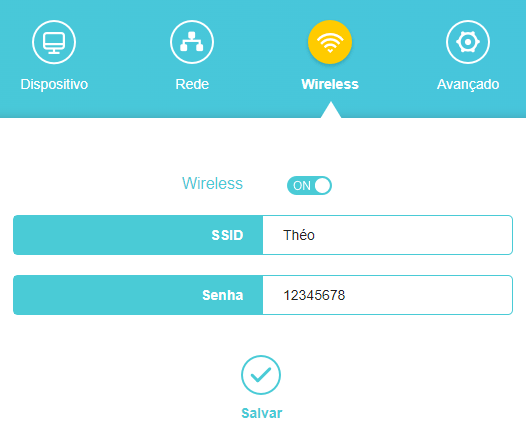 Dispositivo Rede Wireless Avançado
Wireless ON
SSID Théo
Senha 12345678
Salvar